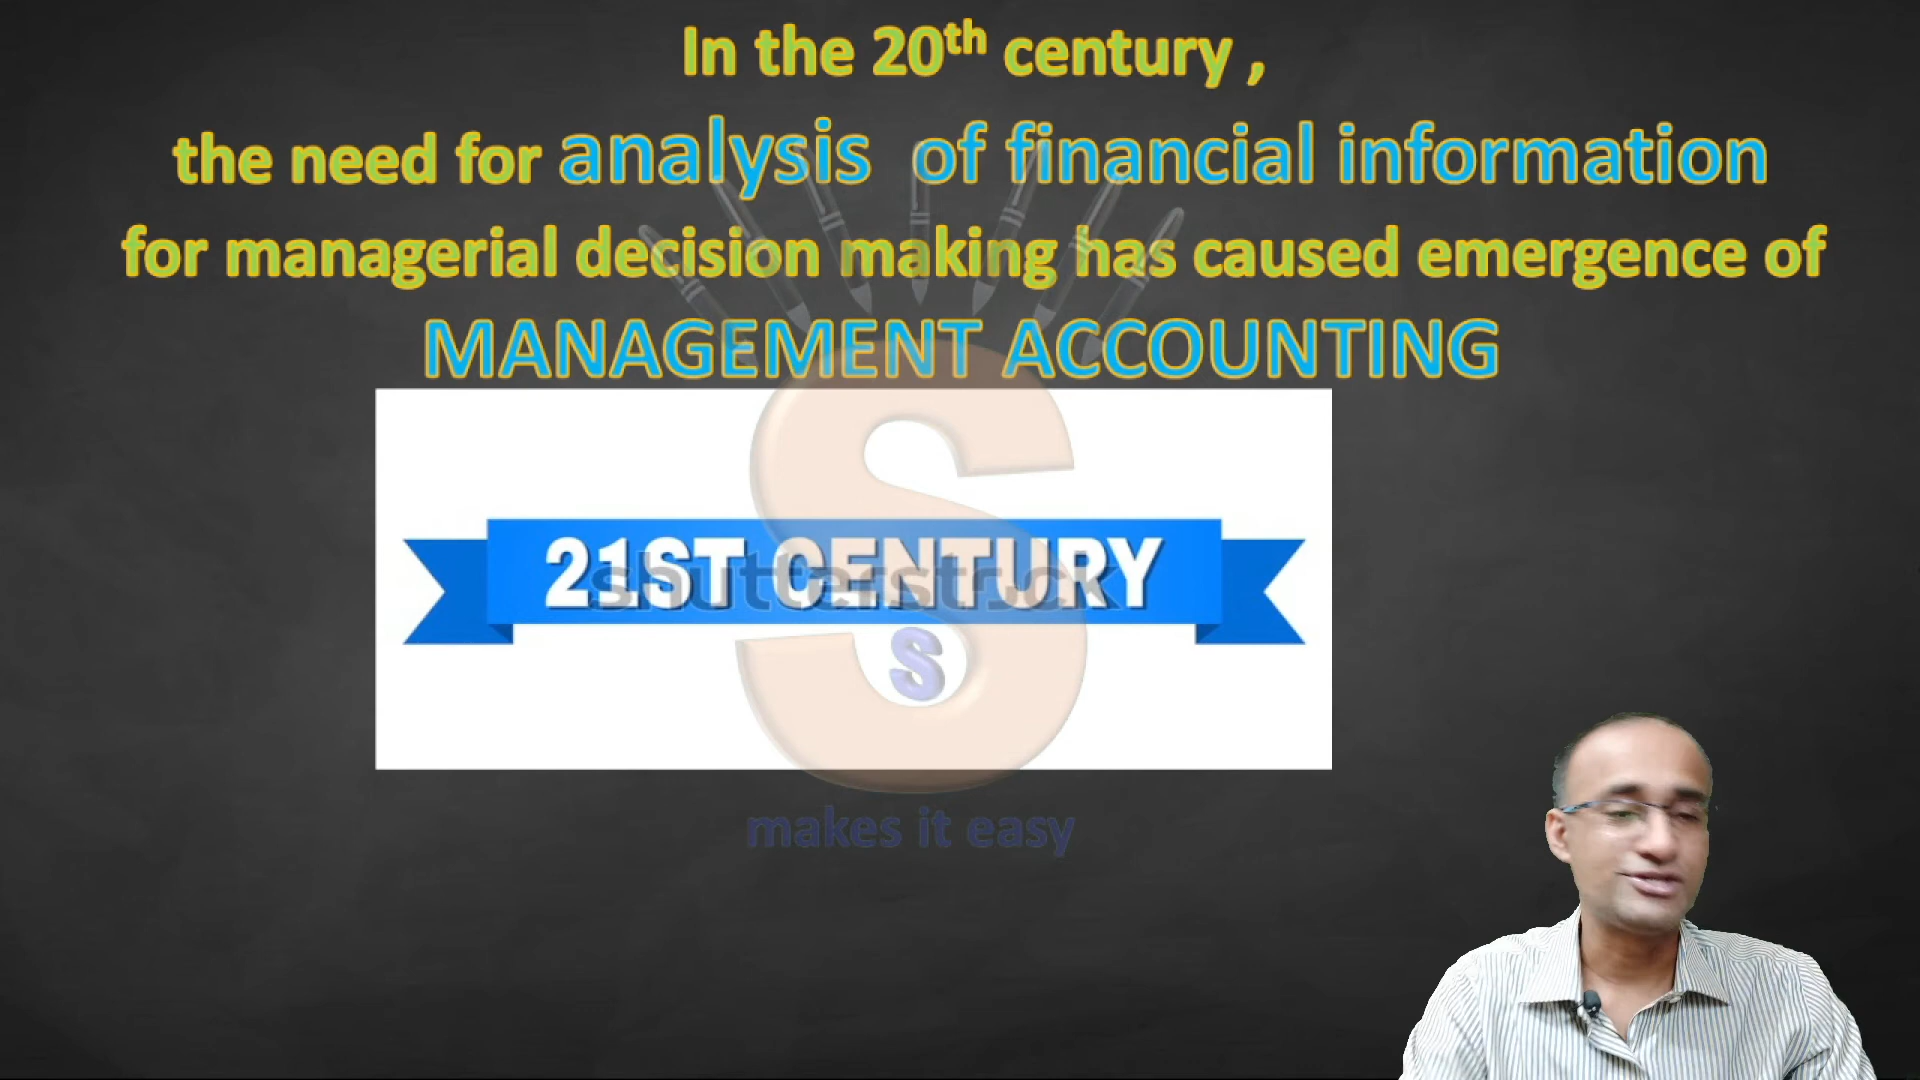 In the 20th century ,
the need for analysis of financial information
for managerial decision making has caused emergence of
MANAGEMENT ACCOUNTING
21ST CENTURY
shutterstock
S
S
makes it easy